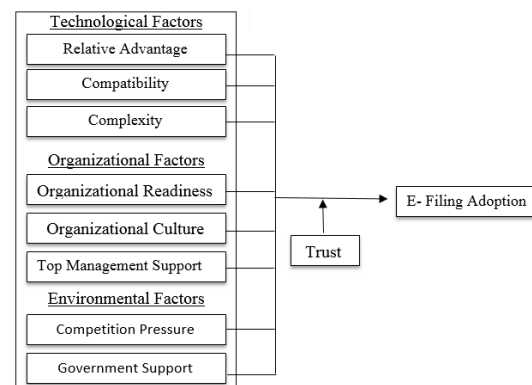 Technological Factors
Relative Advantage
Compatibility
Complexity
Organizational Factors
Organizational Readiness
Organizational Culture
Top Management Support
Environmental Factors
Competition Pressure
Government Support
Trust
E- Filing Adoption